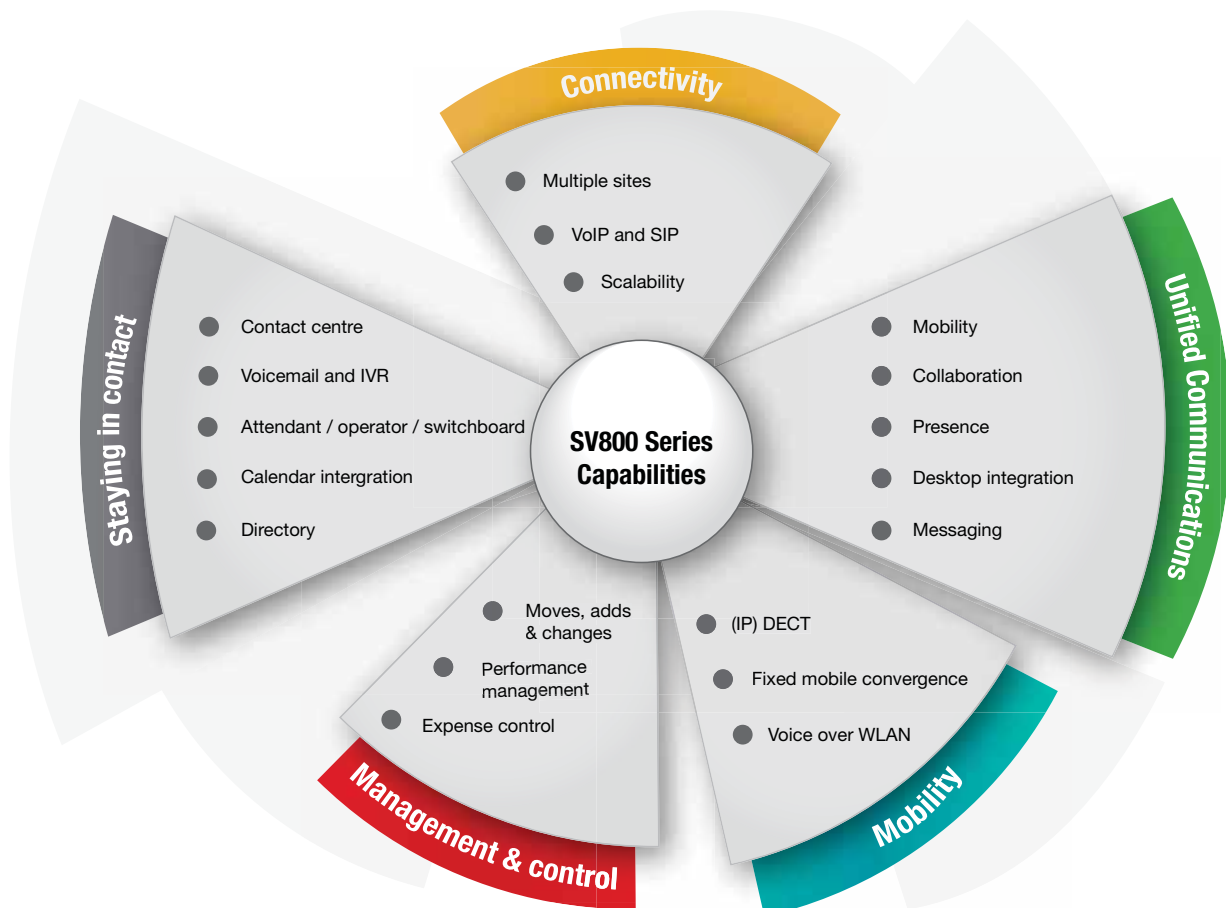 Connectivity
Multiple sites
VoIP and SIP
Scalability
Unified Communications
Mobility
Collaboration
Presence
Desktop integration
Messaging
Mobility
(IP) DECT
Fixed mobile convergence
Voice over WLAN
Management & control
Moves, adds
& changes
Performance
management
Expense control
Staying in contact
Contact centre
Voicemail and IVR
Attendant / operator / switchboard
Calendar intergration
Directory
SV800 Series
Capabilities